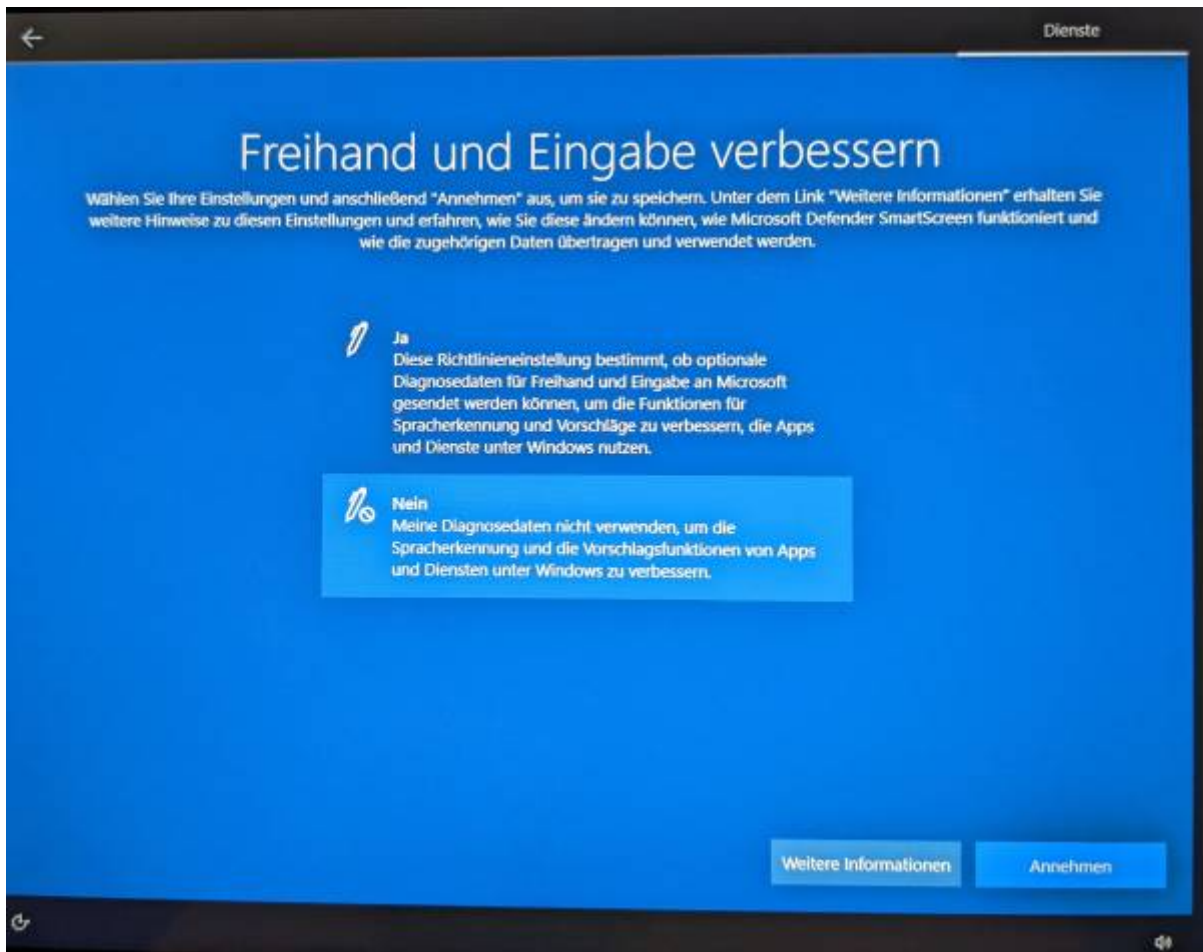 Dienste
Freihand und Eingabe verbessern
Wählen Sie Ihre Einstellungen und anschließend "Annehmen" aus, um sie zu speichern. Unter dem Link "Weitere Informationen" erhalten Sie
weitere Hinweise zu diesen Einstellungen und erfahren, wie Sie diese ändern können, wie Microsoft Defender SmartScreen funktioniert und
wie die zugehörigen Daten übertragen und verwendet werden.
Ja
Diese Richtlinieneinstellung bestimmt, ob optionale
Diagnosedaten für Freihand und Eingabe an Microsoft
gesendet werden können, um die Funktionen für
Spracherkennung und Vorschläge zu verbessern, die Apps
und Dienste unter Windows nutzen.
Nein
Meine Diagnosedaten nicht verwenden, um die
Spracherkennung und die Vorschlagsfunktionen von Apps
und Diensten unter Windows zu verbessern.
Weitere Informationen
Annehmen